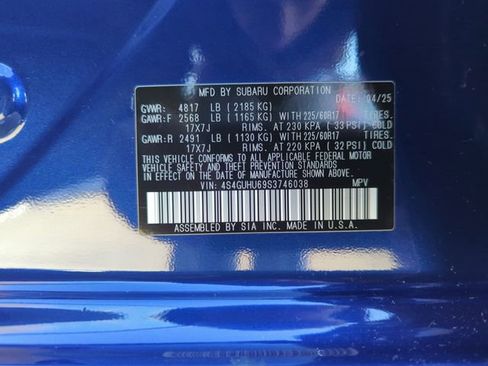 MFD BY SUBARU CORPORATION DATE: 04/25
GVWR: 4817 LB (2185 KG)
GAWR:F 2568 LB (1165 KG) WITH 225/60R17 TIRES.
17X7J RIMS. AT 230 KPA (33 PSI) COLD
GAWR:R 2491 LB (1130 KG) WITH 225/60R17 TIRES.
17X7J RIMS. AT 220 KPA (32 PSI) COLD
THIS VEHICLE CONFORMS TO ALL APPLICABLE FEDERAL MOTOR
VEHICLE SAFETY AND THEFT PREVENTION STANDARDS IN
EFFECT ON THE DATE OF MANUFACTURE SHOWN ABOVE.
VIN: 4S4GUHU69S3746038 MPV
ASSEMBLED BY SIA INC. MADE IN U.S.A.